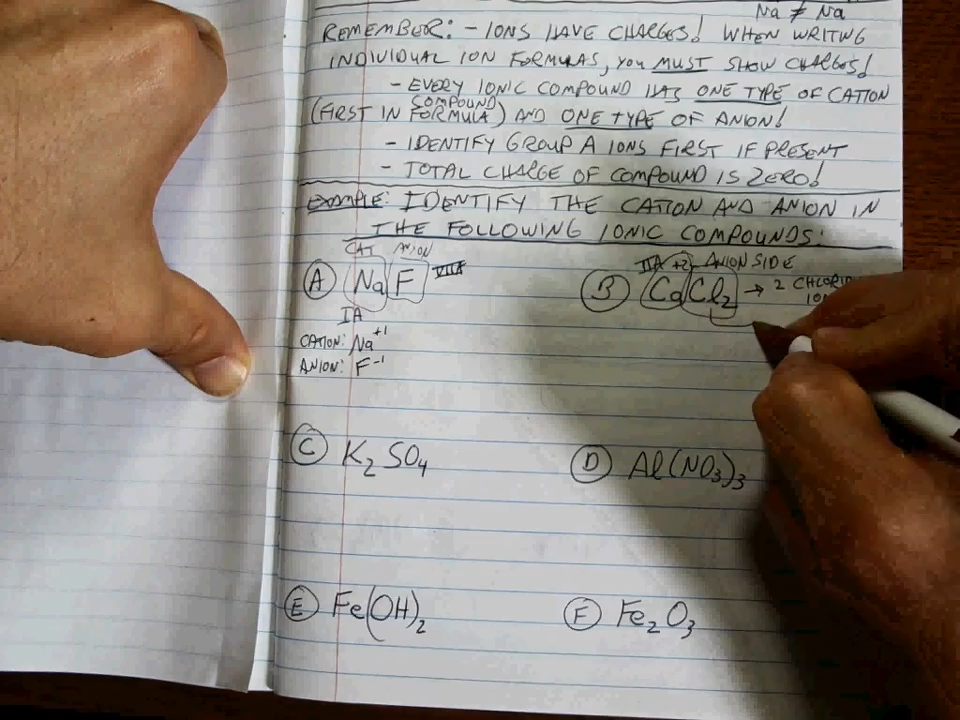 Na ≠ Na
REMEMBER: - IONS HAVE CHARGES! WHEN WRITING
INDIVIDUAL ION FORMULAS, YOU MUST SHOW CHARGES!
- EVERY IONIC COMPOUND HAS ONE TYPE OF CATION
COMPOUND
(FIRST IN FORMULA) AND ONE TYPE OF ANION!
- IDENTIFY GROUP A IONS FIRST IF PRESENT
- TOTAL CHARGE OF COMPOUND IS ZERO!
EXAMPLE: IDENTIFY THE CATION AND ANION IN
THE FOLLOWING IONIC COMPOUNDS:
CAT ANION
A NaF VIIA
IA
CATION: Na⁺¹
ANION: F⁻¹
IIA +2 ANION SIDE
B CaCl₂ → 2
C K₂SO₄
D Al(NO₃)₃
E Fe(OH)₂
F Fe₂O₃